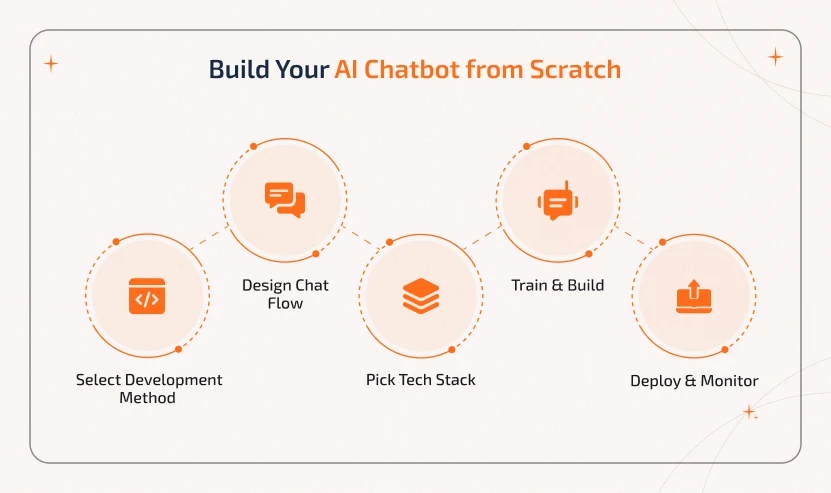 Build Your AI Chatbot from Scratch
Select Development
Method
Design Chat
Flow
Pick Tech Stack
Train & Build
Deploy & Monitor